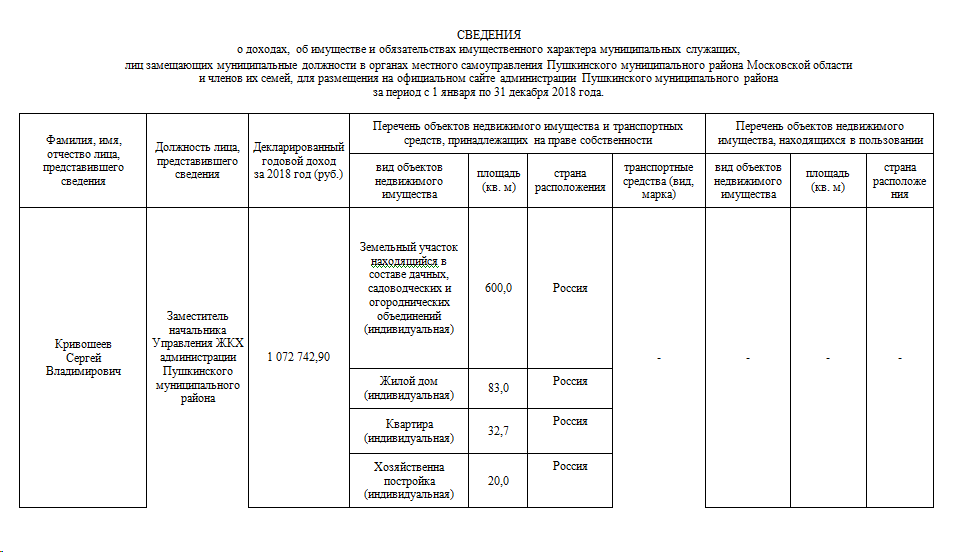 СВЕДЕНИЯ
о доходах, об имуществе и обязательствах имущественного характера муниципальных служащих,
лиц замещающих муниципальные должности в органах местного самоуправления Пушкинского муниципального района Московской области
и членов их семей, для размещения на официальном сайте администрации Пушкинского муниципального района
за период с 1 января по 31 декабря 2018 года.
Фамилия, имя,
отчество лица,
представившего
сведения
Должность лица,
представившего
сведения
Декларированный
годовой доход
за 2018 год (руб.)
Перечень объектов недвижимого имущества и транспортных
средств, принадлежащих на праве собственности
Перечень объектов недвижимого
имущества, находящихся в пользовании
вид объектов
недвижимого
имущества
площадь
(кв. м)
страна
расположения
транспортные
средства (вид,
марка)
вид объектов
недвижимого
имущества
площадь
(кв. м)
страна
расположе
ния
Кривошеев
Сергей
Владимирович
Заместитель
начальника
Управления ЖКХ
администрации
Пушкинского
муниципального
района
1 072 742,90
Земельный участок
находящийся в
составе дачных,
садоводческих и
огороднических
объединений
(индивидуальная)
600,0
Россия
-
-
-
-
Жилой дом
(индивидуальная)
83,0
Россия
Квартира
(индивидуальная)
32,7
Россия
Хозяйственна
постройка
(индивидуальная)
20,0
Россия